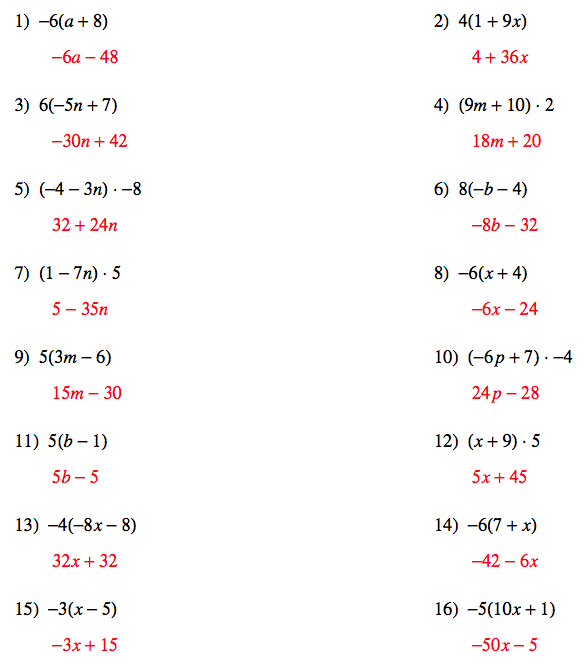 1) −6(a + 8)
−6a − 48
2) 4(1 + 9x)
4 + 36x
3) 6(−5n + 7)
−30n + 42
4) (9m + 10) · 2
18m + 20
5) (−4 − 3n) · −8
32 + 24n
6) 8(−b − 4)
−8b − 32
7) (1 − 7n) · 5
5 − 35n
8) −6(x + 4)
−6x − 24
9) 5(3m − 6)
15m − 30
10) (−6p + 7) · −4
24p − 28
11) 5(b − 1)
5b − 5
12) (x + 9) · 5
5x + 45
13) −4(−8x − 8)
32x + 32
14) −6(7 + x)
−42 − 6x
15) −3(x − 5)
−3x + 15
16) −5(10x + 1)
−50x − 5